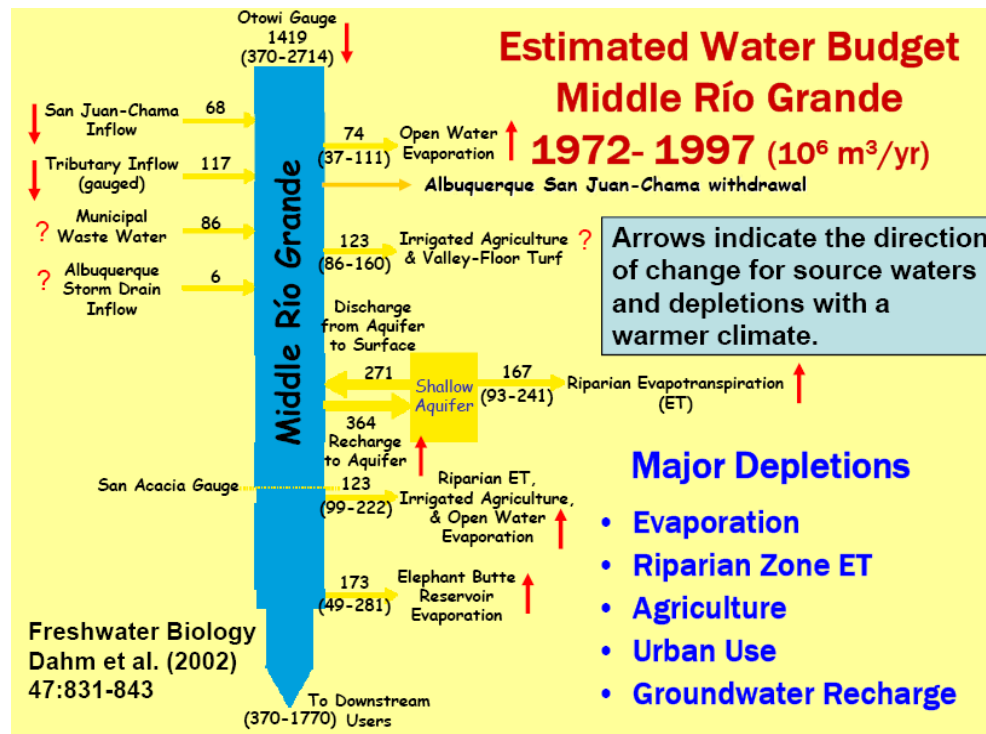 Otowi Gauge
1419
(370-2714)
Estimated Water Budget
Middle Río Grande
1972- 1997 (10⁶ m³/yr)
San Juan-Chama
Inflow
68
74
(37-111)
Open Water
Evaporation
Tributary Inflow
(gauged)
117
Albuquerque San Juan-Chama withdrawal
?
Municipal
Waste Water
86
123
(86-160)
Irrigated Agriculture
& Valley-Floor Turf
?
Arrows indicate the direction
of change for source waters
and depletions with a
warmer climate.
?
Albuquerque
Storm Drain
Inflow
6
Middle Río Grande
Discharge
from Aquifer
to Surface
271
Shallow
Aquifer
167
(93-241)
Riparian Evapotranspiration
(ET)
364
Recharge
to Aquifer
San Acacia Gauge
123
(99-222)
Riparian ET,
Irrigated Agriculture,
& Open Water
Evaporation
173
(49-281)
Elephant Butte
Reservoir
Evaporation
Major Depletions
• Evaporation
• Riparian Zone ET
• Agriculture
• Urban Use
• Groundwater Recharge
Freshwater Biology
Dahm et al. (2002)
47:831-843
To Downstream
Users
(370-1770)